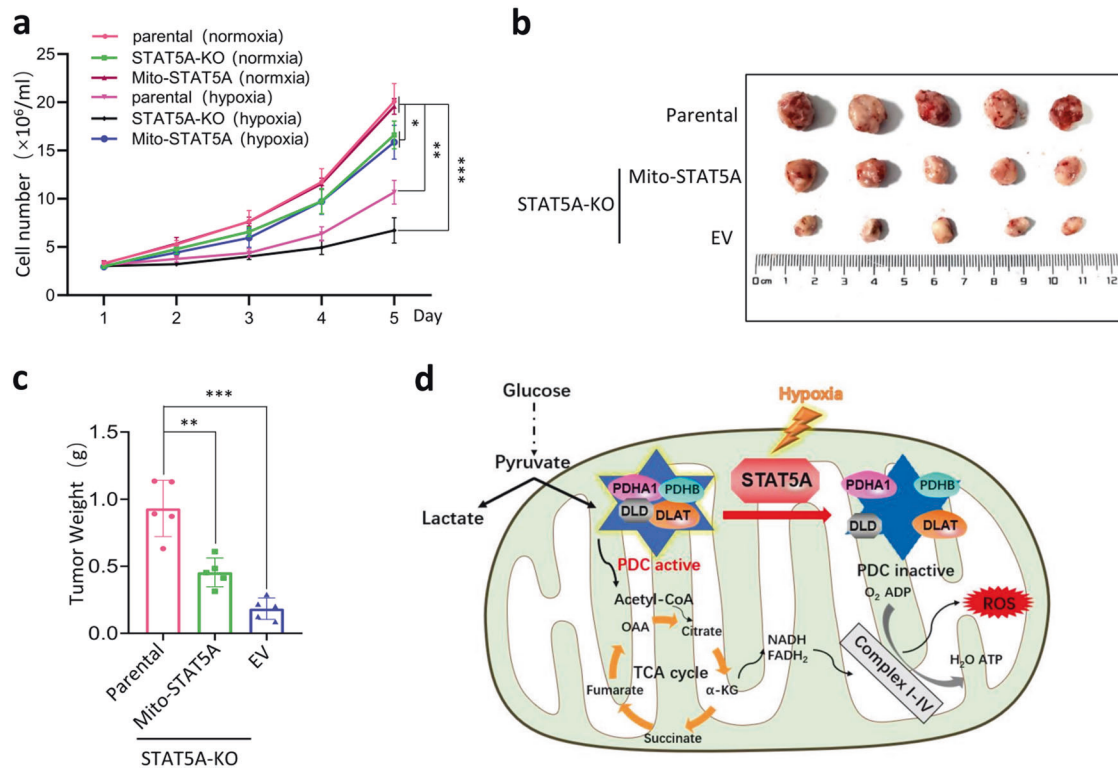 a
parental (normoxia)
STAT5A-KO (normxia)
Mito-STAT5A (normxia)
parental (hypoxia)
STAT5A-KO (hypoxia)
Mito-STAT5A (hypoxia)
Cell number (×10⁶/ml)
25
20
15
10
5
0
1 2 3 4 5 Day
*
**
***
b
Parental
Mito-STAT5A
STAT5A-KO
EV
0 cm 1 2 3 4 5 6 7 8 9 10 11 12
c
***
**
Tumor Weight (g)
1.5
1.0
0.5
0.0
Parental
Mito-STAT5A
EV
STAT5A-KO
d
Glucose
Hypoxia
Pyruvate
Lactate
PDHA1 PDHB
DLD DLAT
STAT5A
PDHA1 PDHB
DLD DLAT
PDC active
PDC inactive
O₂ ADP
ROS
Acetyl-CoA
OAA
Citrate
NADH
FADH₂
Complex I-IV
H₂O ATP
TCA cycle
Fumarate
α-KG
Succinate